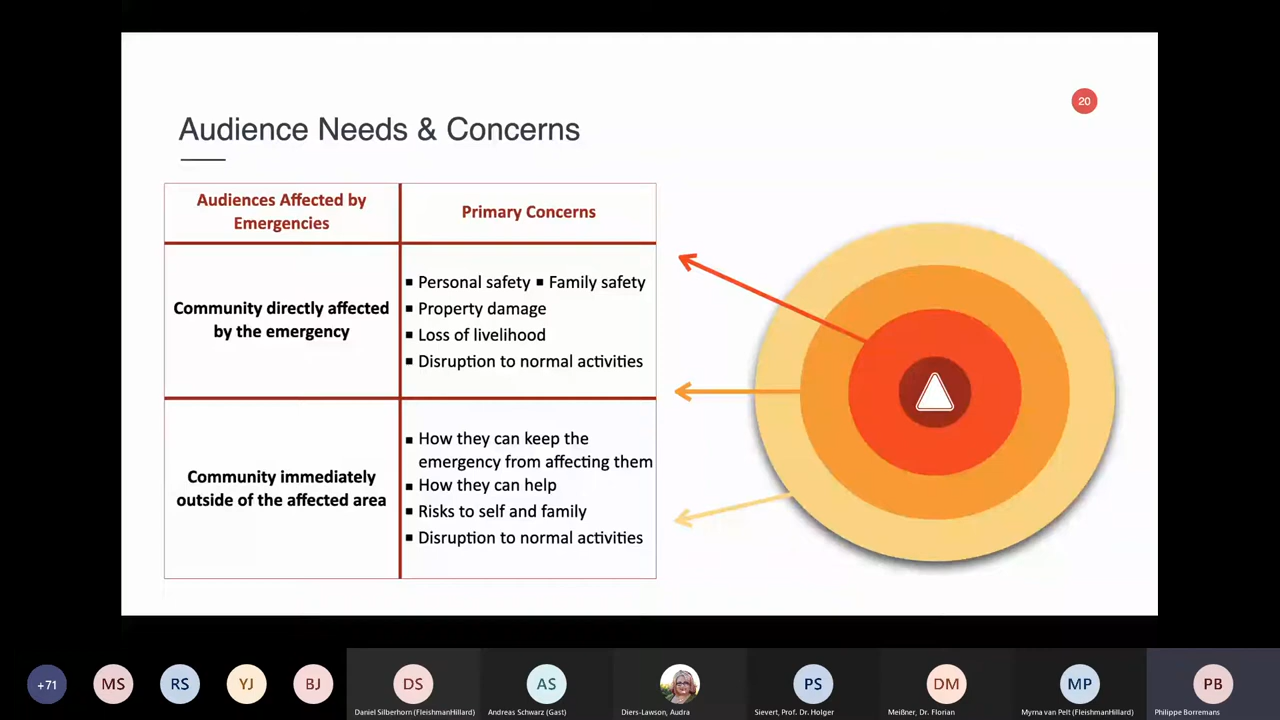 20
Audience Needs & Concerns
Audiences Affected by
Emergencies
Primary Concerns
Community directly affected
by the emergency
▪ Personal safety ▪ Family safety
▪ Property damage
▪ Loss of livelihood
▪ Disruption to normal activities
Community immediately
outside of the affected area
▪ How they can keep the
emergency from affecting them
▪ How they can help
▪ Risks to self and family
▪ Disruption to normal activities
+71
MS
RS
YJ
BJ
DS
Daniel Silberhorn (FleishmanHillard)
AS
Andreas Schwarz (Gast)
Diers-Lawson, Audra
PS
Sievert, Prof. Dr. Holger
DM
Meißner, Dr. Florian
MP
Myrna van Pelt (FleishmanHillard)
PB
Philippe Borremans